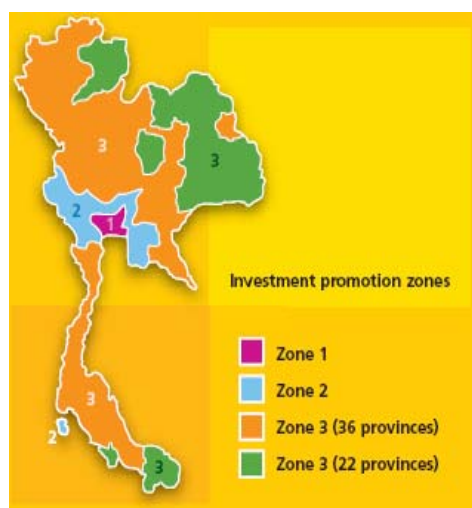 3
3
2
1
Investment promotion zones
Zone 1
Zone 2
3
Zone 3 (36 provinces)
2
3
Zone 3 (22 provinces)